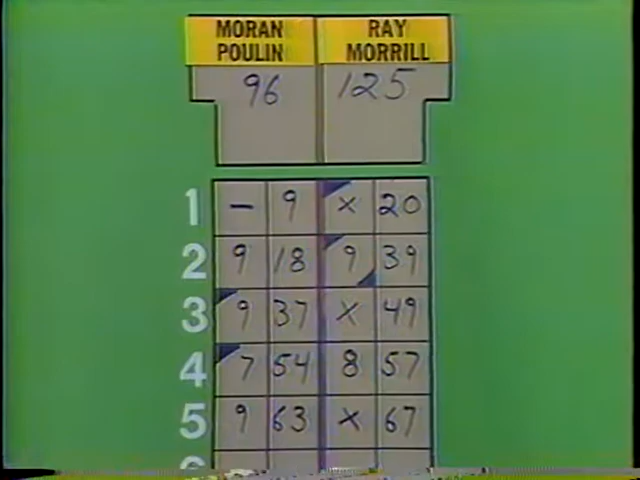 MORAN POULIN
RAY MORRILL
96 125
1 - 9 x 20
2 9 18 9 39
3 9 37 x 49
4 7 54 8 57
5 9 63 x 67